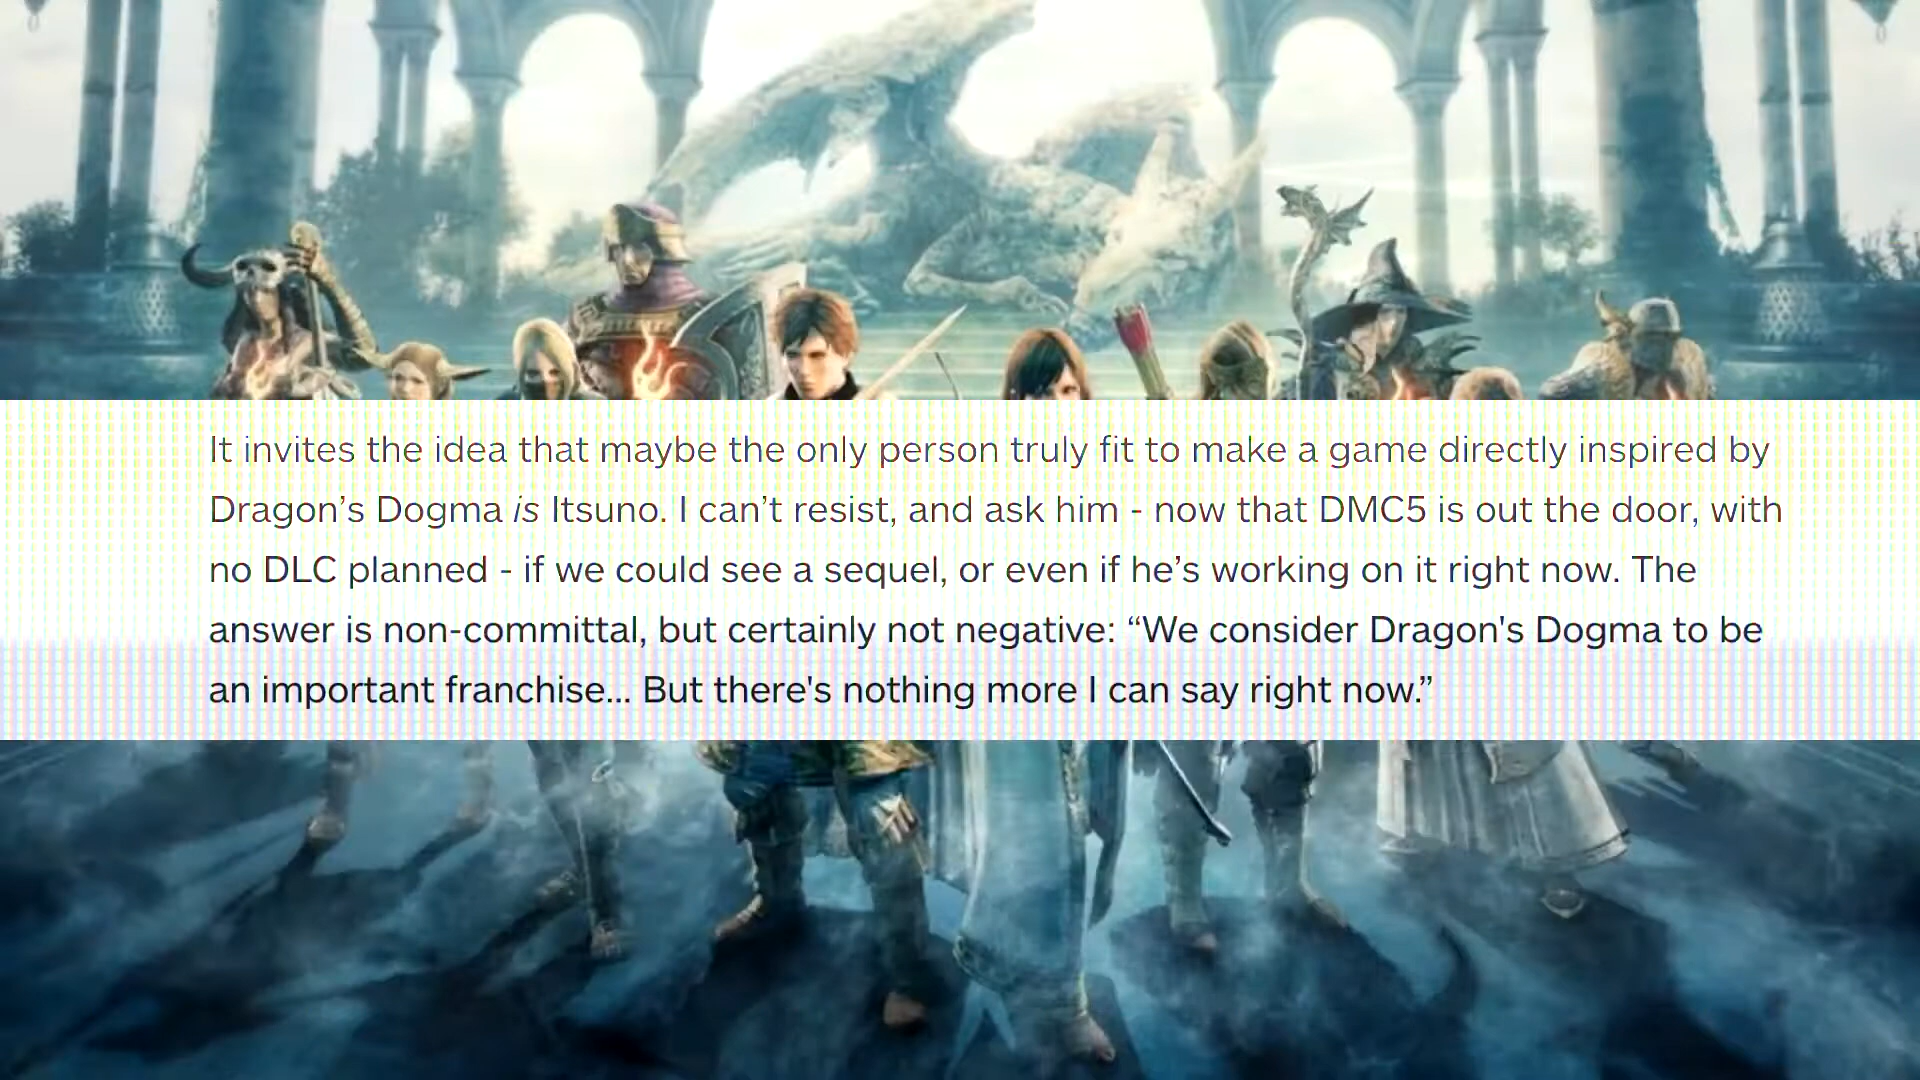 It invites the idea that maybe the only person truly fit to make a game directly inspired by
Dragon’s Dogma is Itsuno. I can’t resist, and ask him - now that DMC5 is out the door, with
no DLC planned - if we could see a sequel, or even if he’s working on it right now. The
answer is non-committal, but certainly not negative: “We consider Dragon's Dogma to be
an important franchise... But there's nothing more I can say right now.”